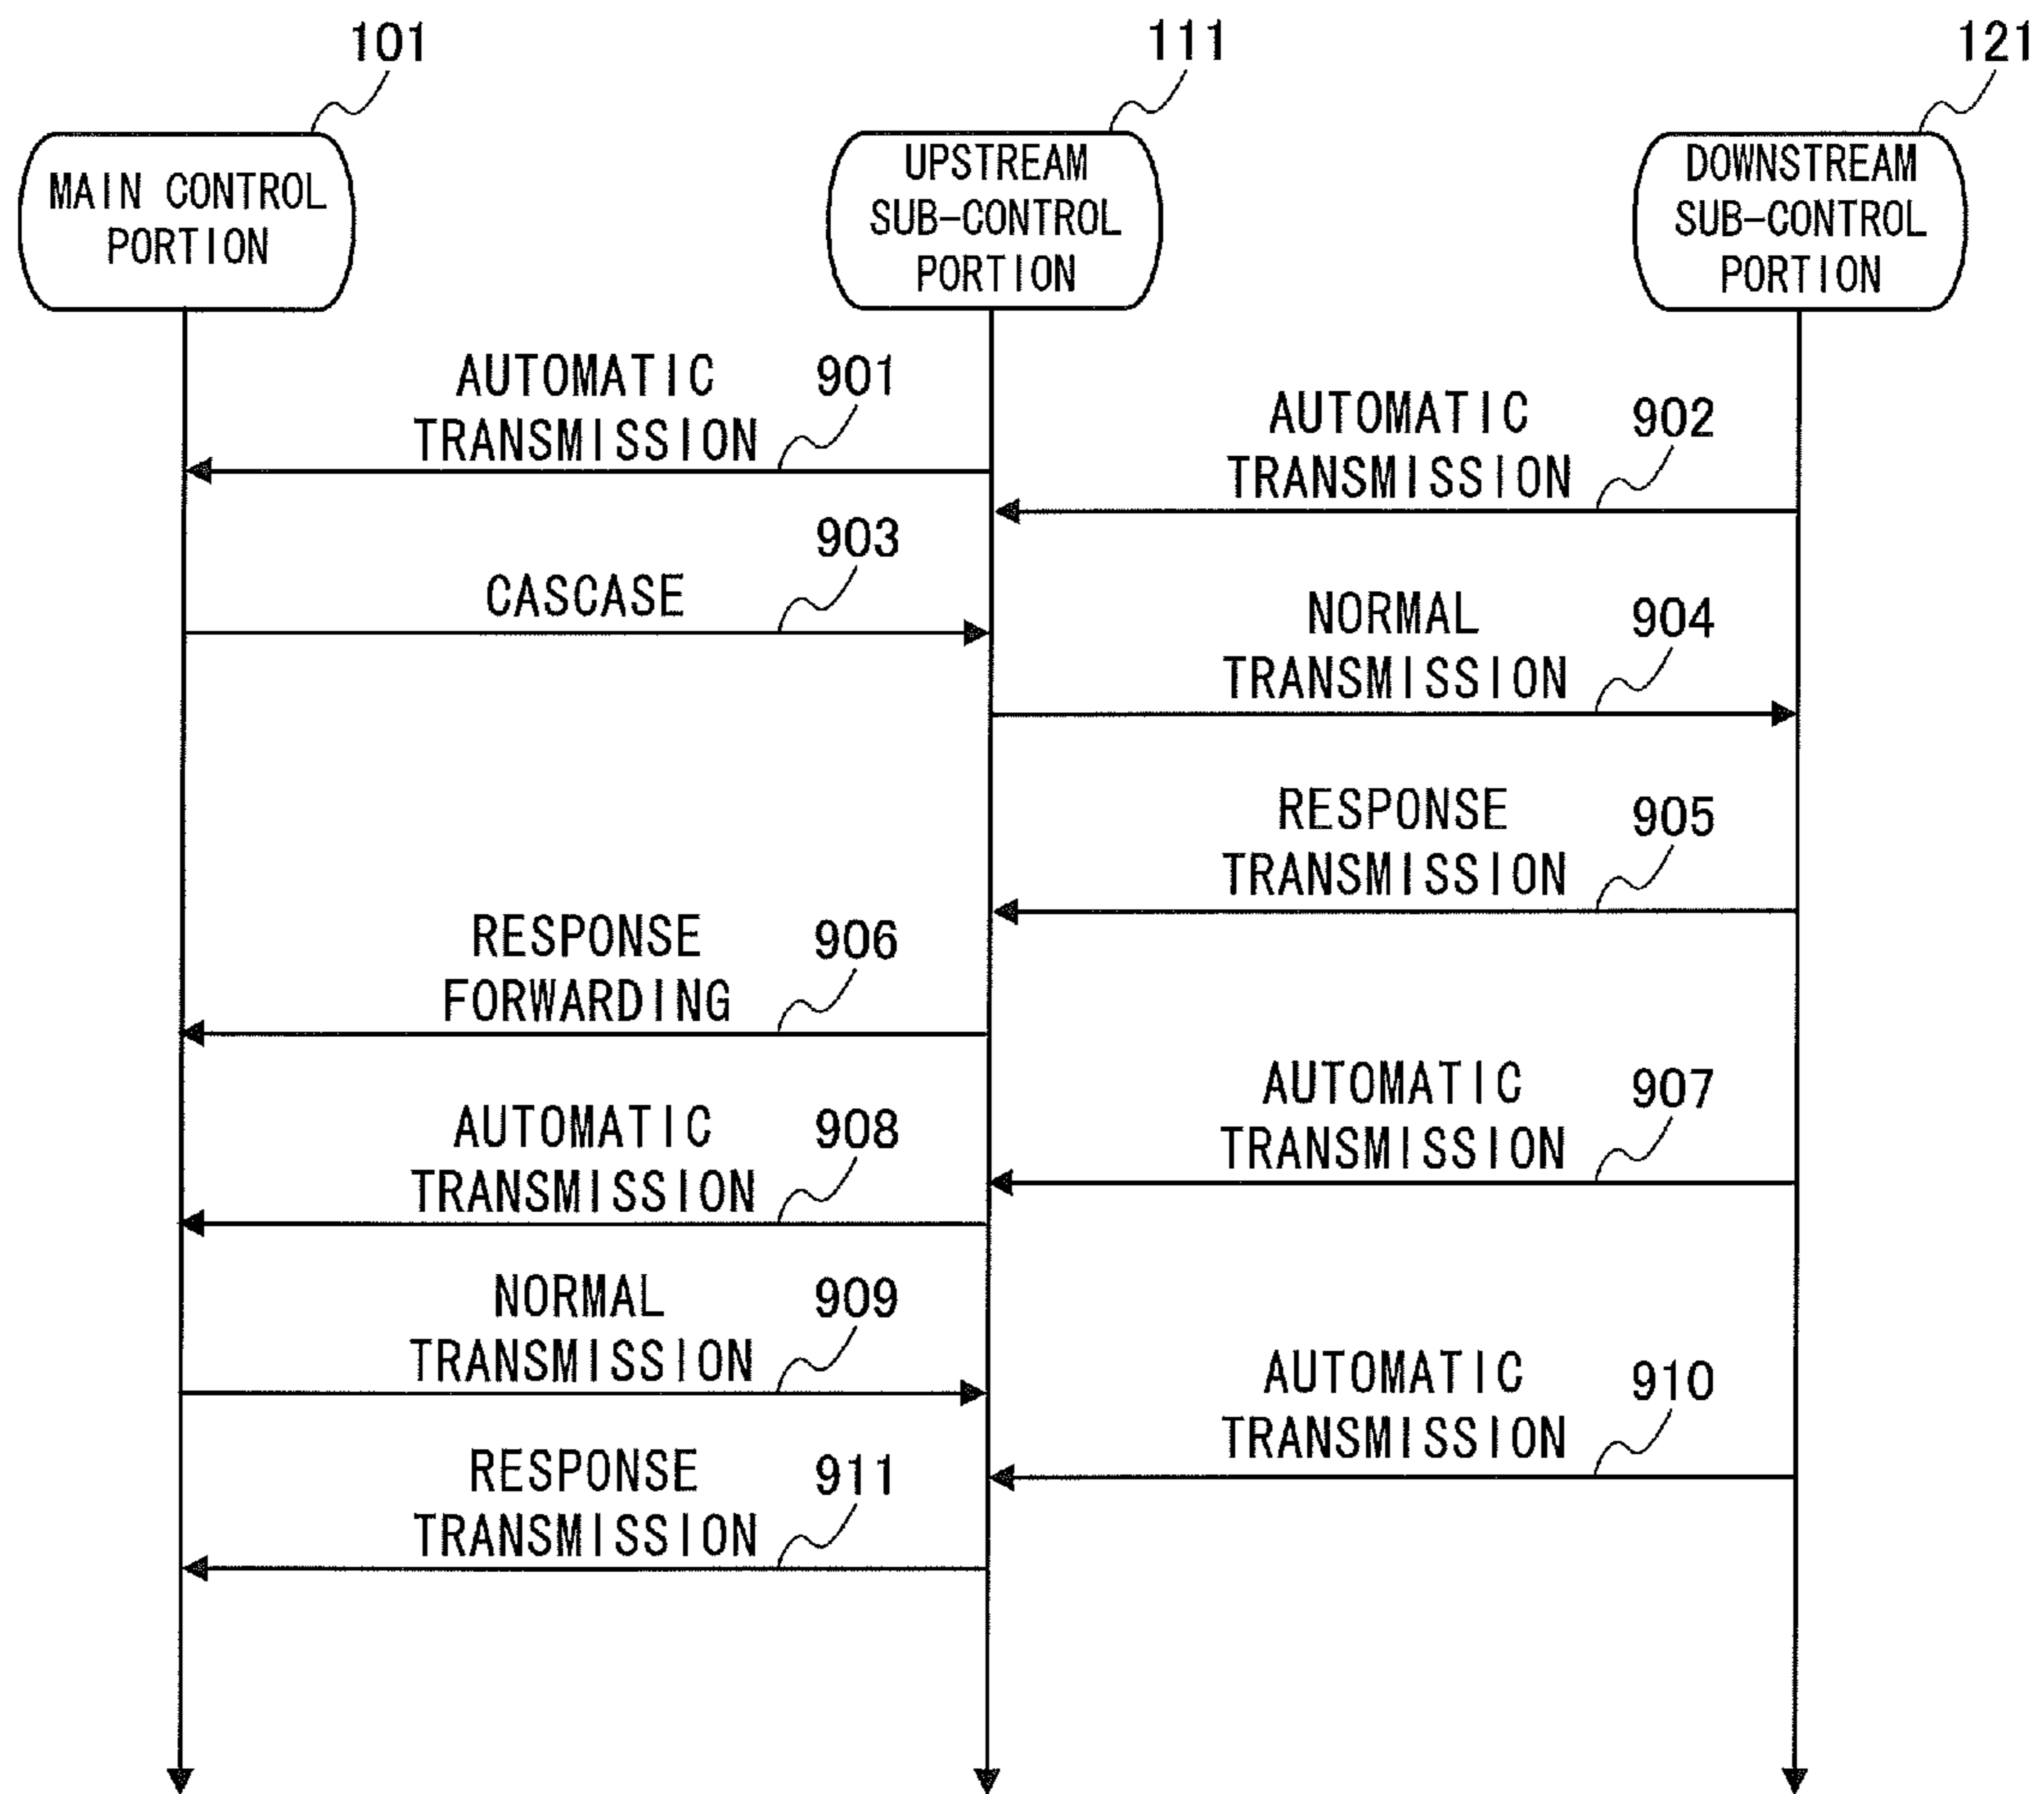 101
111
121
MAIN CONTROL
PORTION
UPSTREAM
SUB-CONTROL
PORTION
DOWNSTREAM
SUB-CONTROL
PORTION
AUTOMATIC
TRANSMISSION
901
AUTOMATIC
TRANSMISSION
902
CASCASE
903
NORMAL
TRANSMISSION
904
RESPONSE
TRANSMISSION
905
RESPONSE
FORWARDING
906
AUTOMATIC
TRANSMISSION
907
AUTOMATIC
TRANSMISSION
908
NORMAL
TRANSMISSION
909
AUTOMATIC
TRANSMISSION
910
RESPONSE
TRANSMISSION
911